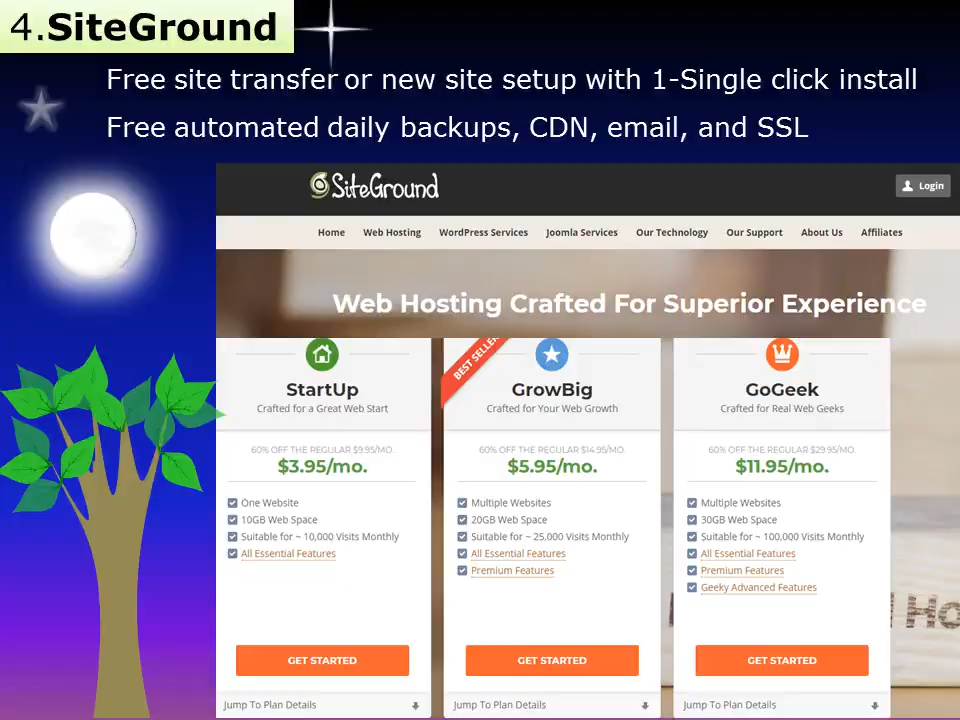 4.SiteGround
Free site transfer or new site setup with 1-Single click install
Free automated daily backups, CDN, email, and SSL
SiteGround
Login
Home Web Hosting WordPress Services Joomla Services Our Technology Our Support About Us Affiliates
Web Hosting Crafted For Superior Experience
StartUp
Crafted for a Great Web Start
60% OFF THE REGULAR $9.95/MO.
$3.95/mo.
One Website
10GB Web Space
Suitable for ~ 10,000 Visits Monthly
All Essential Features
GET STARTED
Jump To Plan Details
BEST SELLER
GrowBig
Crafted for Your Web Growth
60% OFF THE REGULAR $14.95/MO.
$5.95/mo.
Multiple Websites
20GB Web Space
Suitable for ~ 25,000 Visits Monthly
All Essential Features
Premium Features
GET STARTED
Jump To Plan Details
GoGeek
Crafted for Real Web Geeks
60% OFF THE REGULAR $29.95/MO.
$11.95/mo.
Multiple Websites
30GB Web Space
Suitable for ~ 100,000 Visits Monthly
All Essential Features
Premium Features
Geeky Advanced Features
GET STARTED
Jump To Plan Details